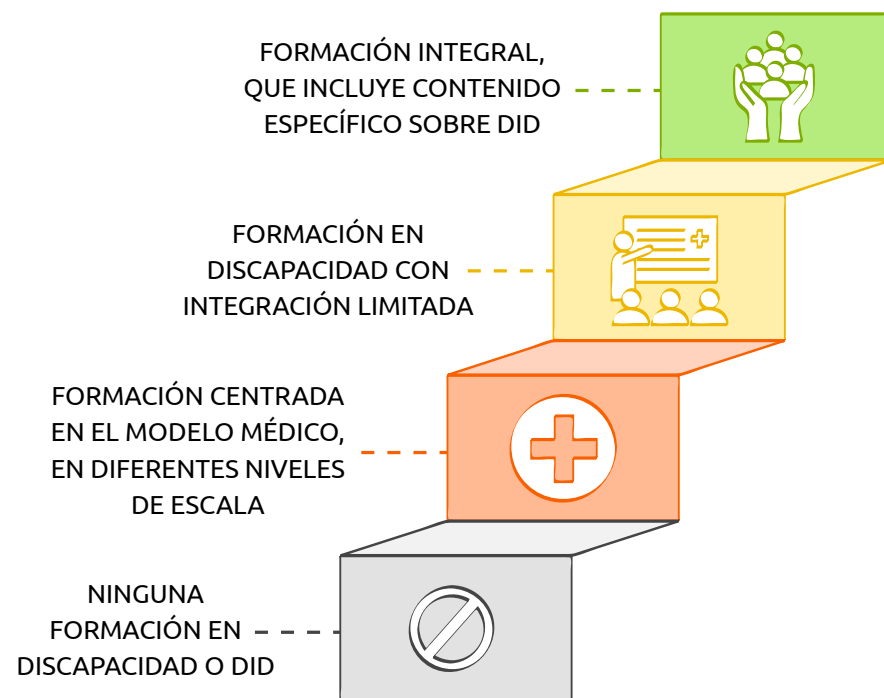 FORMACIÓN INTEGRAL,
QUE INCLUYE CONTENIDO
ESPECÍFICO SOBRE DID
FORMACIÓN EN
DISCAPACIDAD CON
INTEGRACIÓN LIMITADA
FORMACIÓN CENTRADA
EN EL MODELO MÉDICO,
EN DIFERENTES NIVELES
DE ESCALA
NINGUNA
FORMACIÓN EN
DISCAPACIDAD O DID